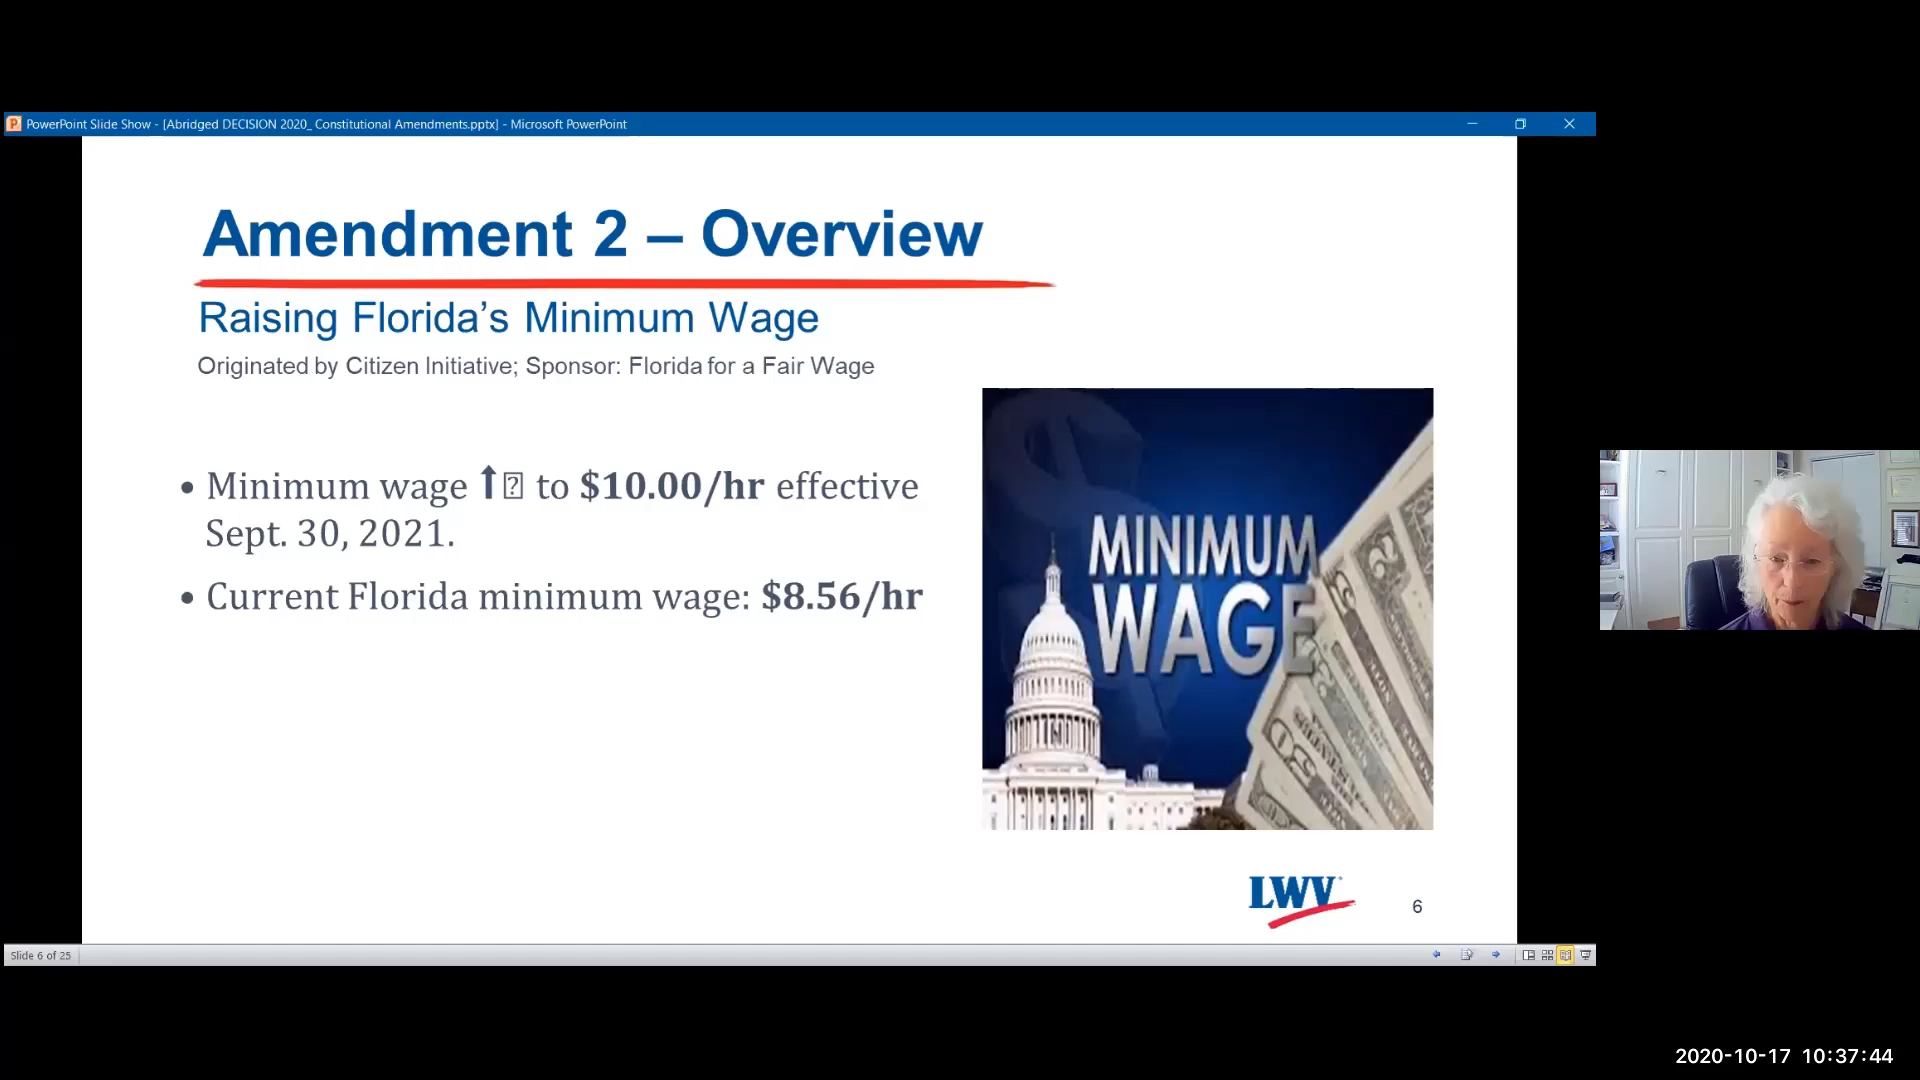 PowerPoint Slide Show - [Abridged DECISION 2020_ Constitutional Amendments.pptx] - Microsoft PowerPoint
Amendment 2 – Overview
Raising Florida’s Minimum Wage
Originated by Citizen Initiative; Sponsor: Florida for a Fair Wage
• Minimum wage ⬆️ to $10.00/hr effective
Sept. 30, 2021.
• Current Florida minimum wage: $8.56/hr
MINIMUM
WAGE
LWV
6
Slide 6 of 25
2020-10-17 10:37:44